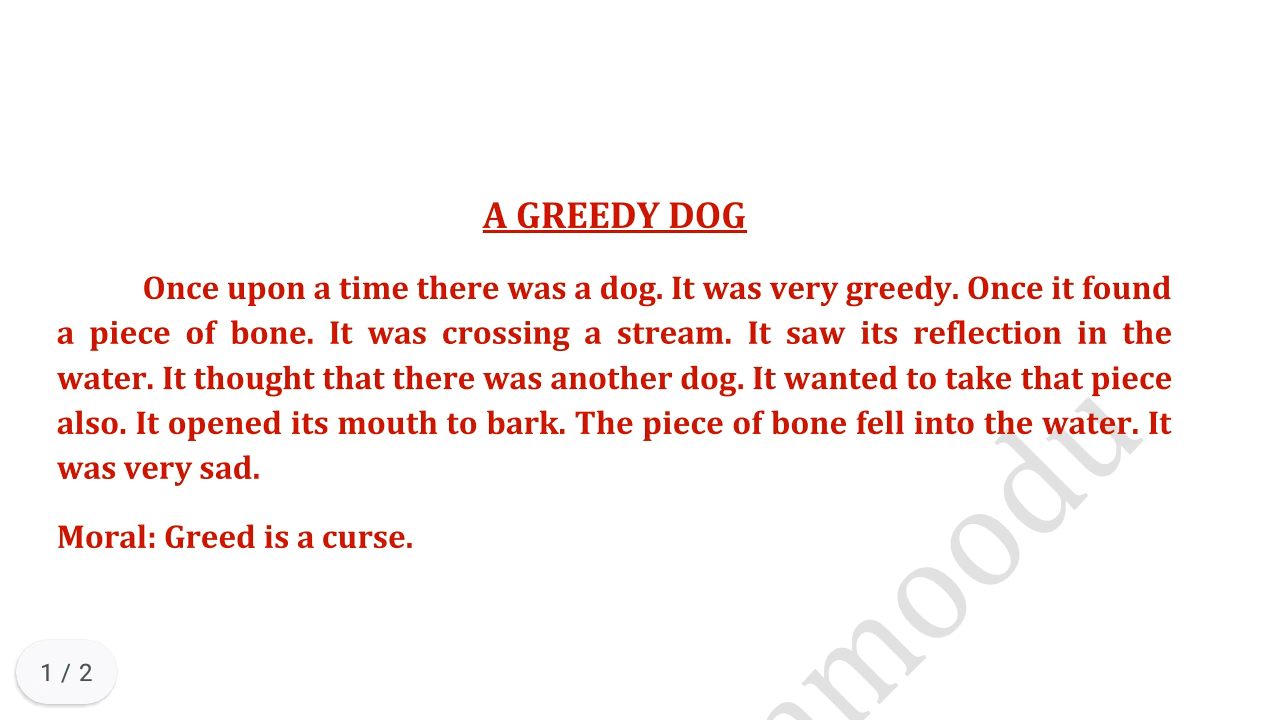 A GREEDY DOG
Once upon a time there was a dog. It was very greedy. Once it found
a piece of bone. It was crossing a stream. It saw its reflection in the
water. It thought that there was another dog. It wanted to take that piece
also. It opened its mouth to bark. The piece of bone fell into the water. It
was very sad.
Moral: Greed is a curse.
amoodu
1 / 2